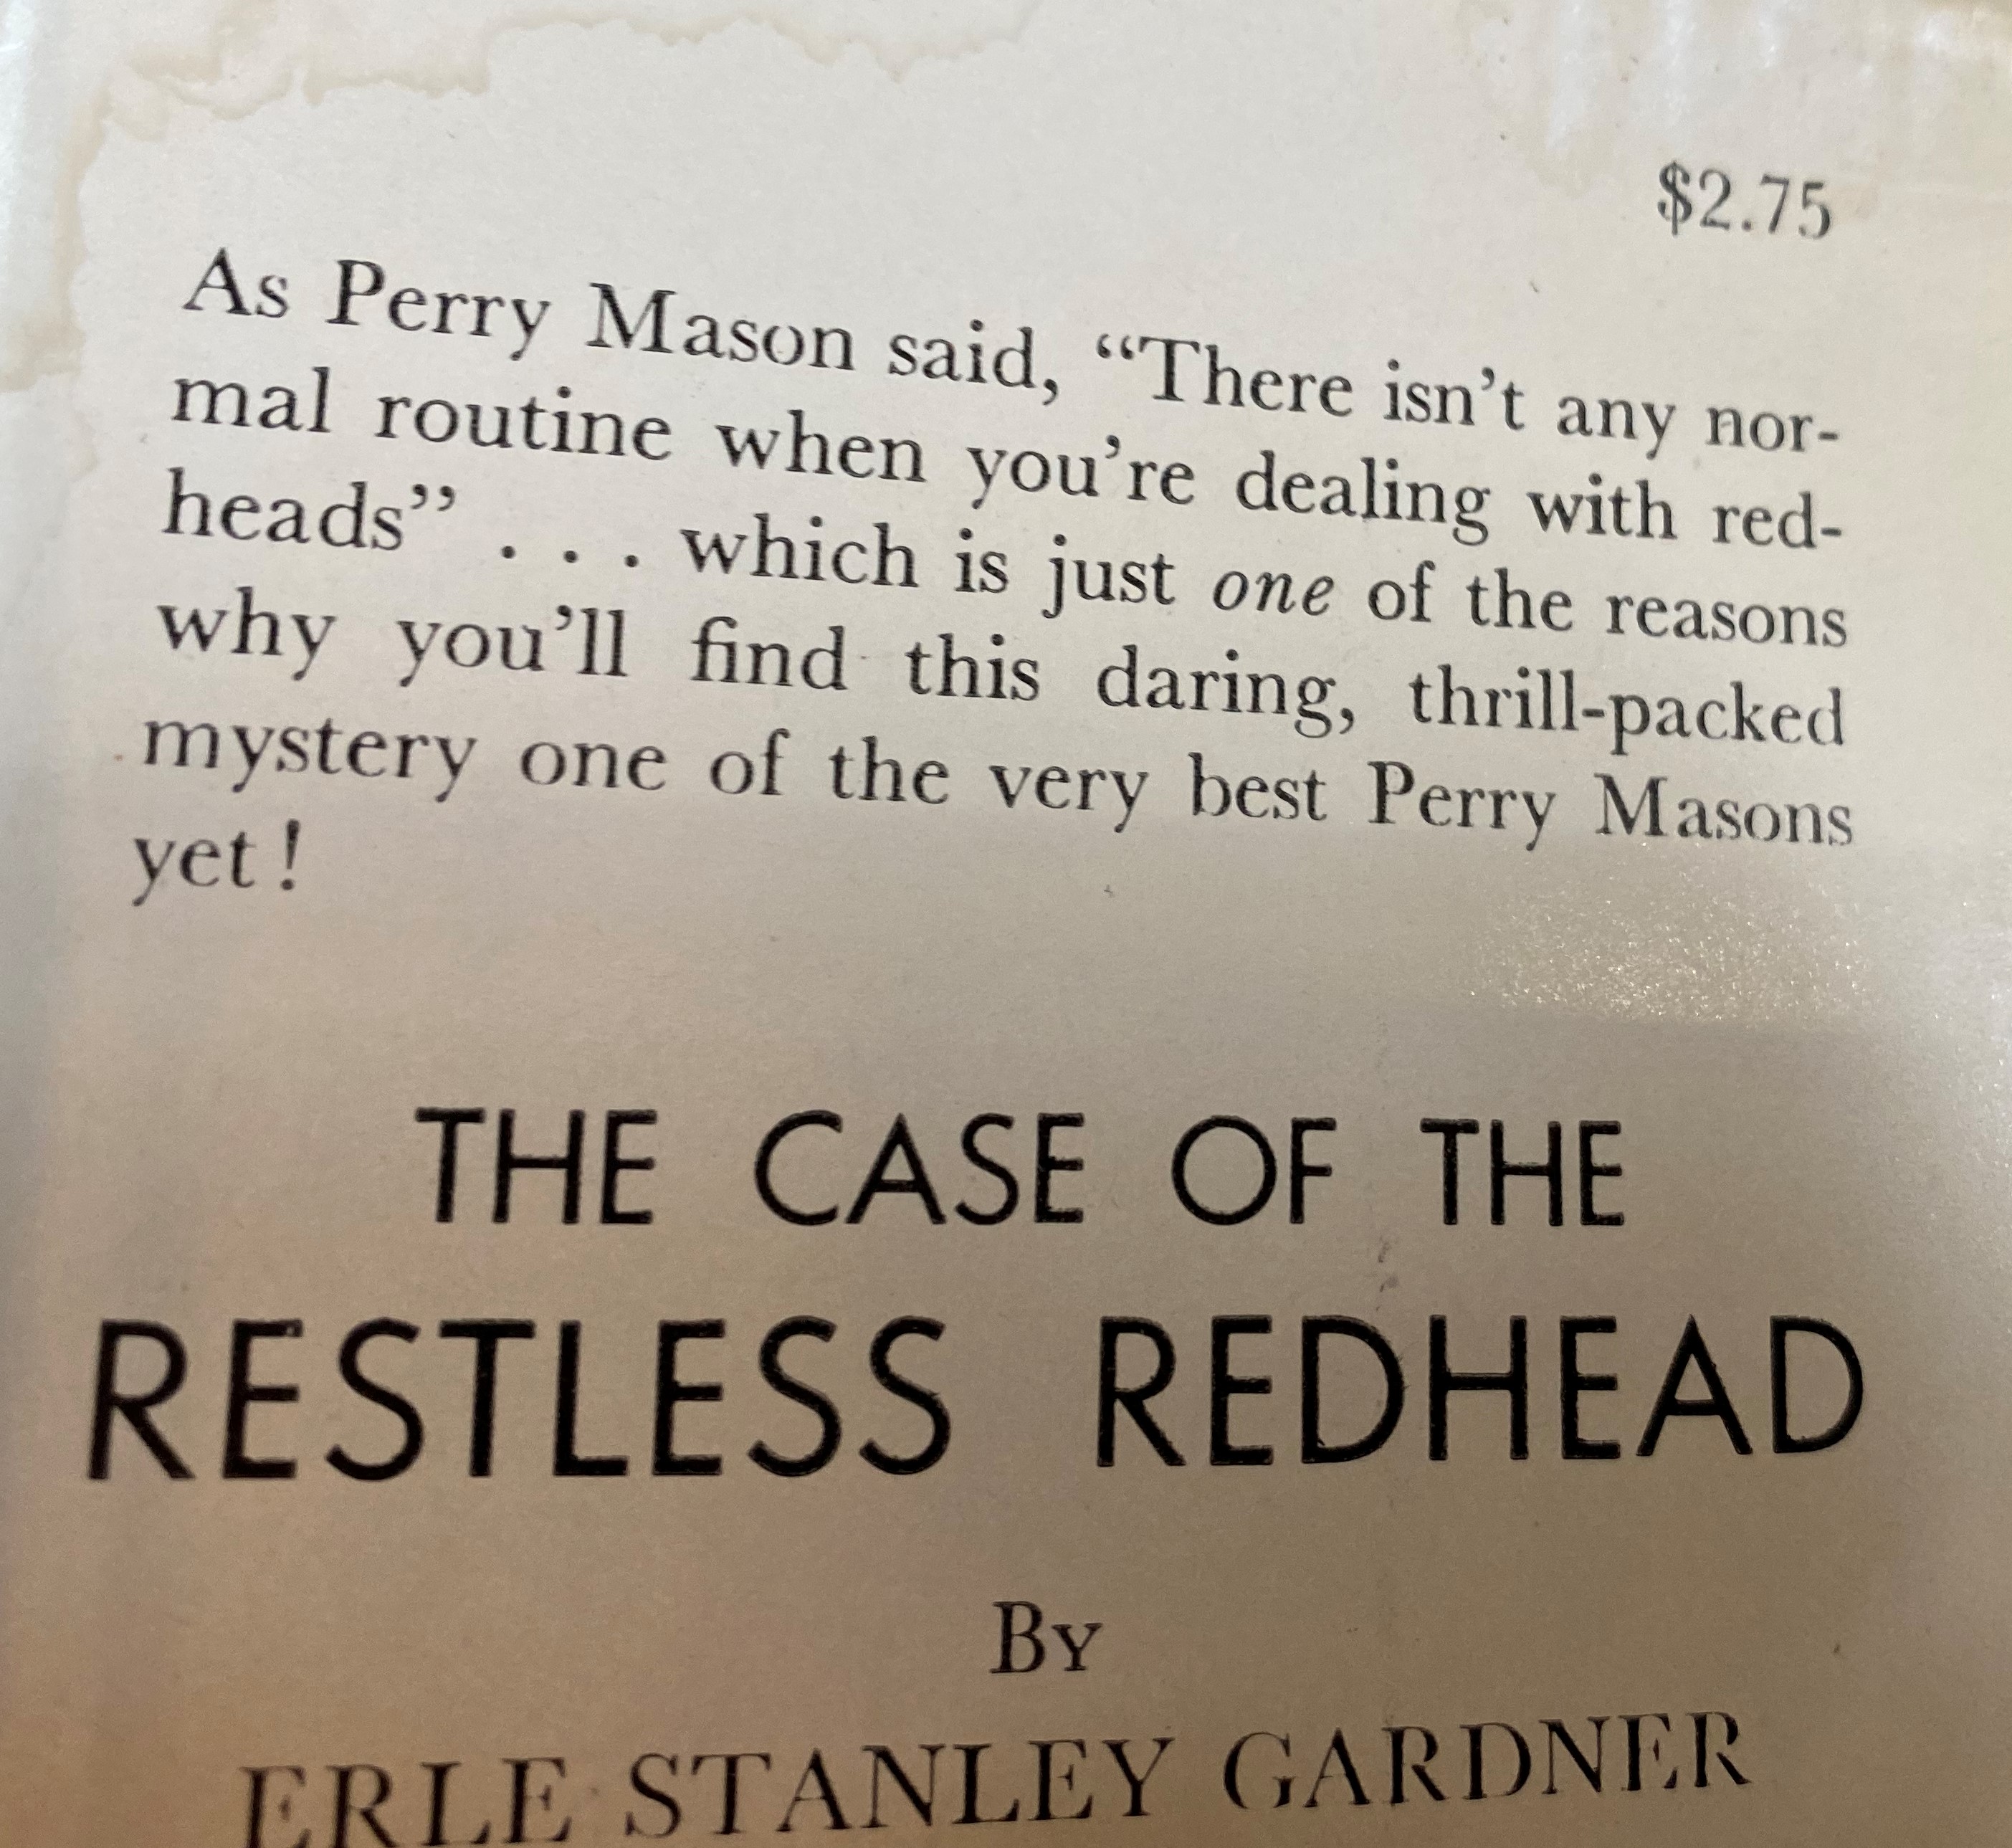 $2.75
As Perry Mason said, “There isn’t any nor-
mal routine when you’re dealing with red-
heads” . . . which is just one of the reasons
why you’ll find this daring, thrill-packed
mystery one of the very best Perry Masons
yet!
THE CASE OF THE
RESTLESS REDHEAD
By
ERLE STANLEY GARDNER